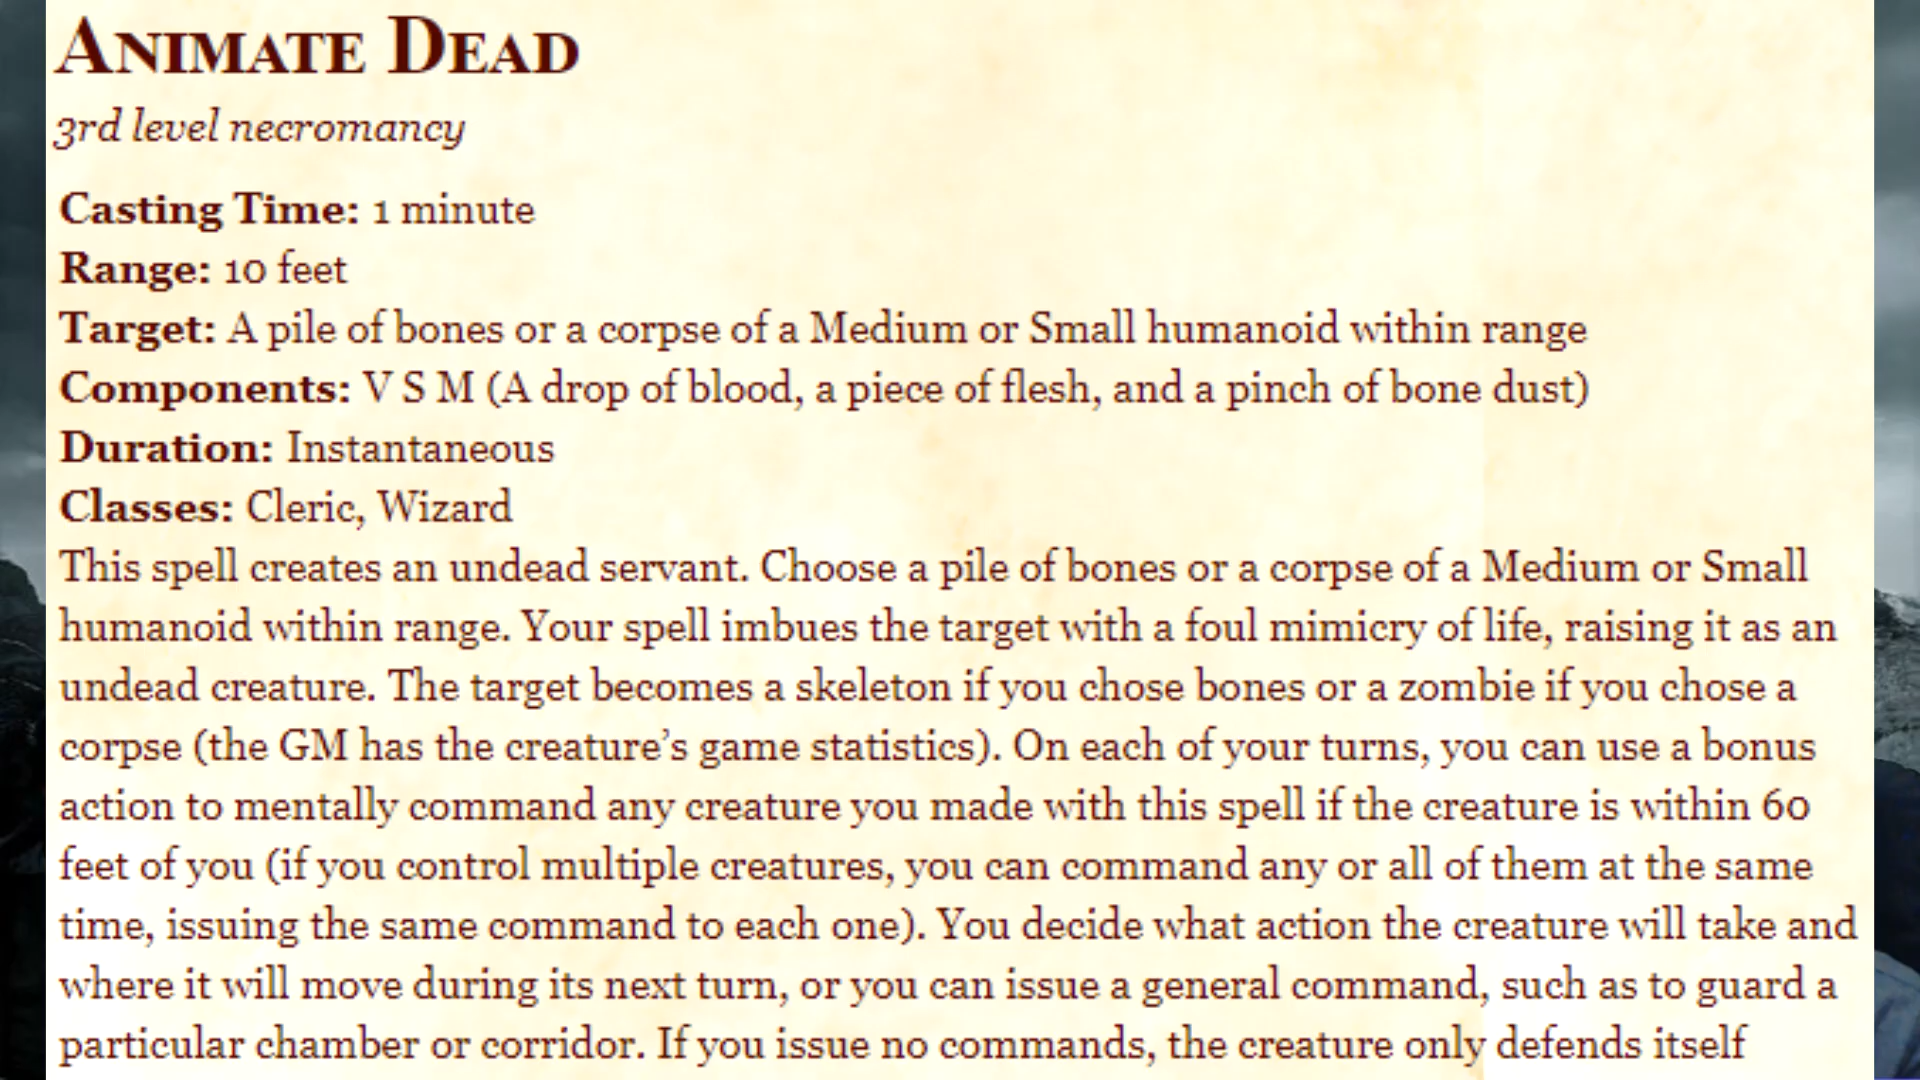 Animate Dead
3rd level necromancy
Casting Time: 1 minute
Range: 10 feet
Target: A pile of bones or a corpse of a Medium or Small humanoid within range
Components: V S M (A drop of blood, a piece of flesh, and a pinch of bone dust)
Duration: Instantaneous
Classes: Cleric, Wizard
This spell creates an undead servant. Choose a pile of bones or a corpse of a Medium or Small
humanoid within range. Your spell imbues the target with a foul mimicry of life, raising it as an
undead creature. The target becomes a skeleton if you chose bones or a zombie if you chose a
corpse (the GM has the creature’s game statistics). On each of your turns, you can use a bonus
action to mentally command any creature you made with this spell if the creature is within 60
feet of you (if you control multiple creatures, you can command any or all of them at the same
time, issuing the same command to each one). You decide what action the creature will take and
where it will move during its next turn, or you can issue a general command, such as to guard a
particular chamber or corridor. If you issue no commands, the creature only defends itself